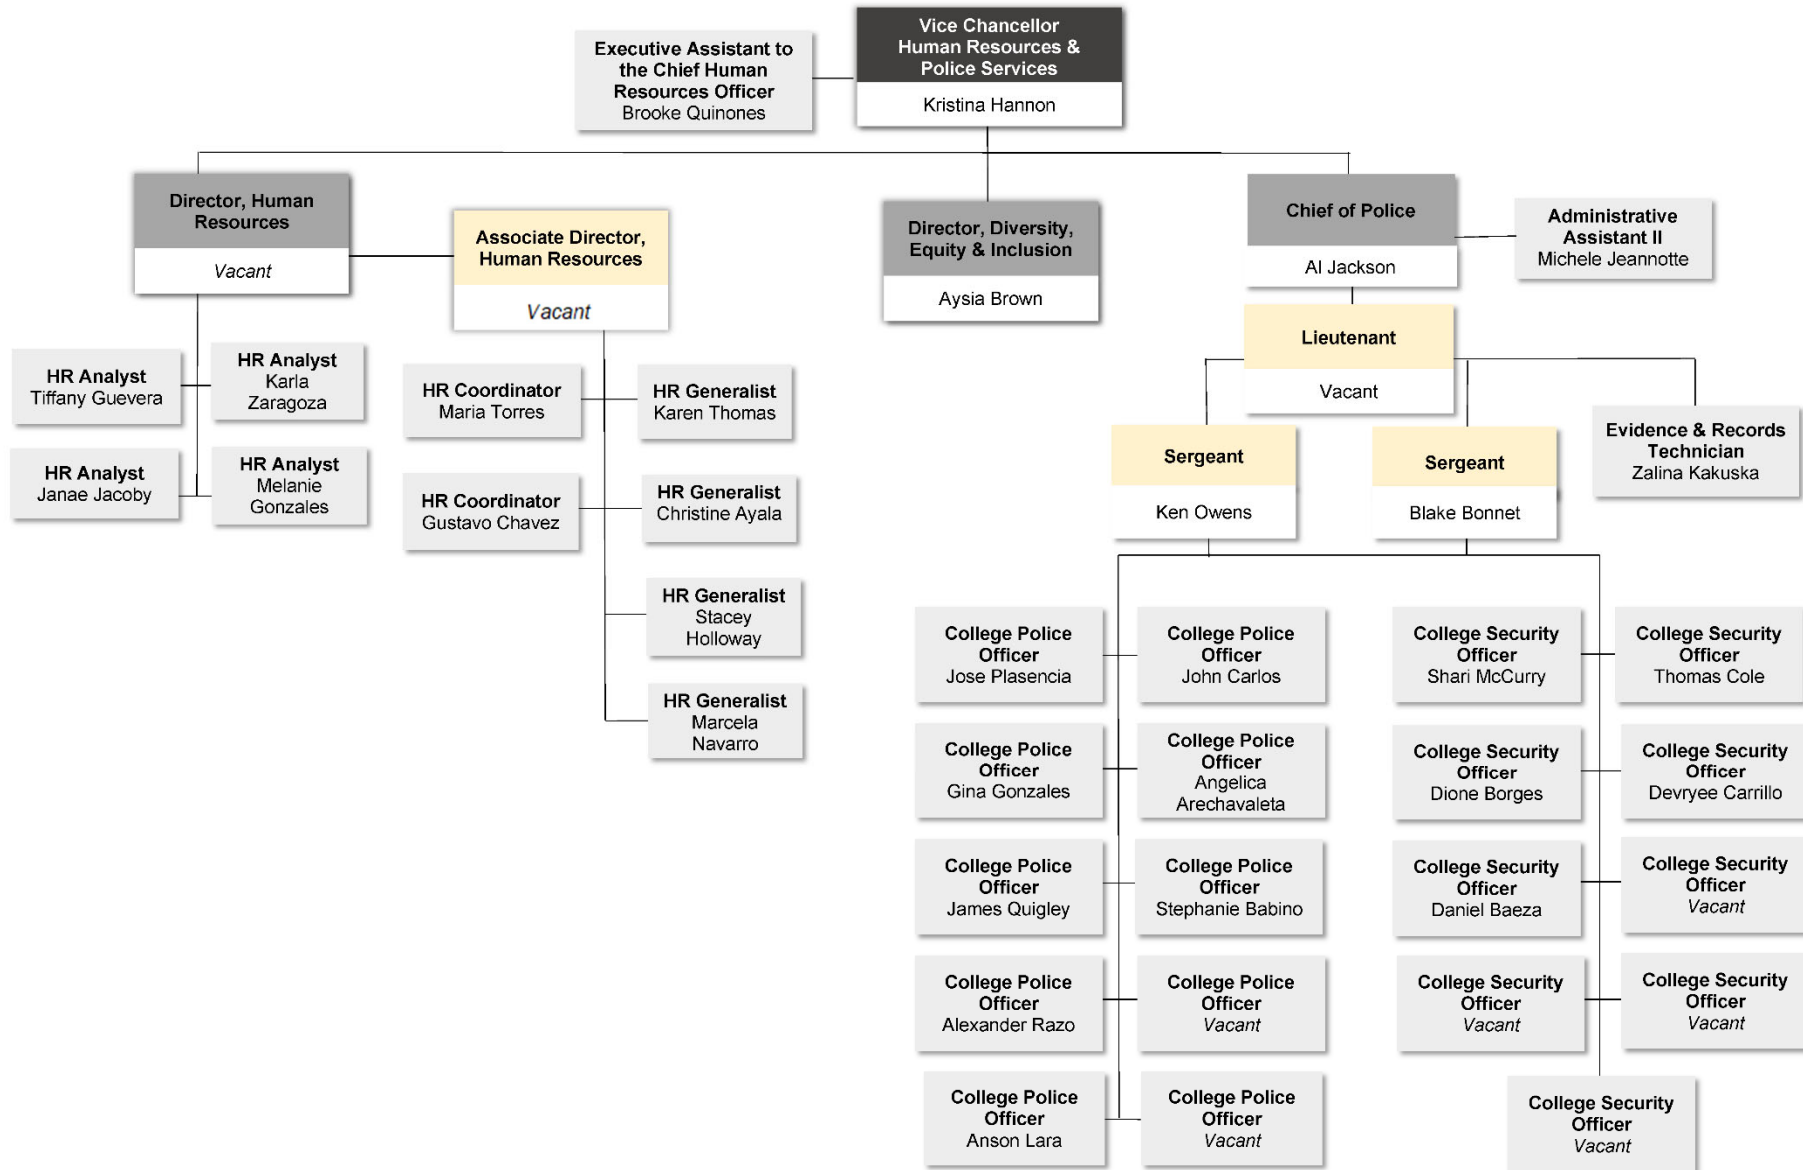 Vice Chancellor
Human Resources &
Police Services
Kristina Hannon
Executive Assistant to
the Chief Human
Resources Officer
Brooke Quinones
Director, Human
Resources
Vacant
Associate Director,
Human Resources
Vacant
Director, Diversity,
Equity & Inclusion
Aysia Brown
Chief of Police
Al Jackson
Administrative
Assistant II
Michele Jeannotte
Lieutenant
Vacant
HR Analyst
Tiffany Guevera
HR Analyst
Karla
Zaragoza
HR Analyst
Janae Jacoby
HR Analyst
Melanie
Gonzales
HR Coordinator
Maria Torres
HR Generalist
Karen Thomas
HR Coordinator
Gustavo Chavez
HR Generalist
Christine Ayala
HR Generalist
Stacey
Holloway
HR Generalist
Marcela
Navarro
Sergeant
Ken Owens
Sergeant
Blake Bonnet
Evidence & Records
Technician
Zalina Kakuska
College Police
Officer
Jose Plasencia
College Police
Officer
John Carlos
College Security
Officer
Shari McCurry
College Security
Officer
Thomas Cole
College Police
Officer
Gina Gonzales
College Police
Officer
Angelica
Arechavaleta
College Security
Officer
Dione Borges
College Security
Officer
Devryee Carrillo
College Police
Officer
James Quigley
College Police
Officer
Stephanie Babino
College Security
Officer
Daniel Baeza
College Security
Officer
Vacant
College Police
Officer
Alexander Razo
College Police
Officer
Vacant
College Security
Officer
Vacant
College Security
Officer
Vacant
College Police
Officer
Anson Lara
College Police
Officer
Vacant
College Security
Officer
Vacant